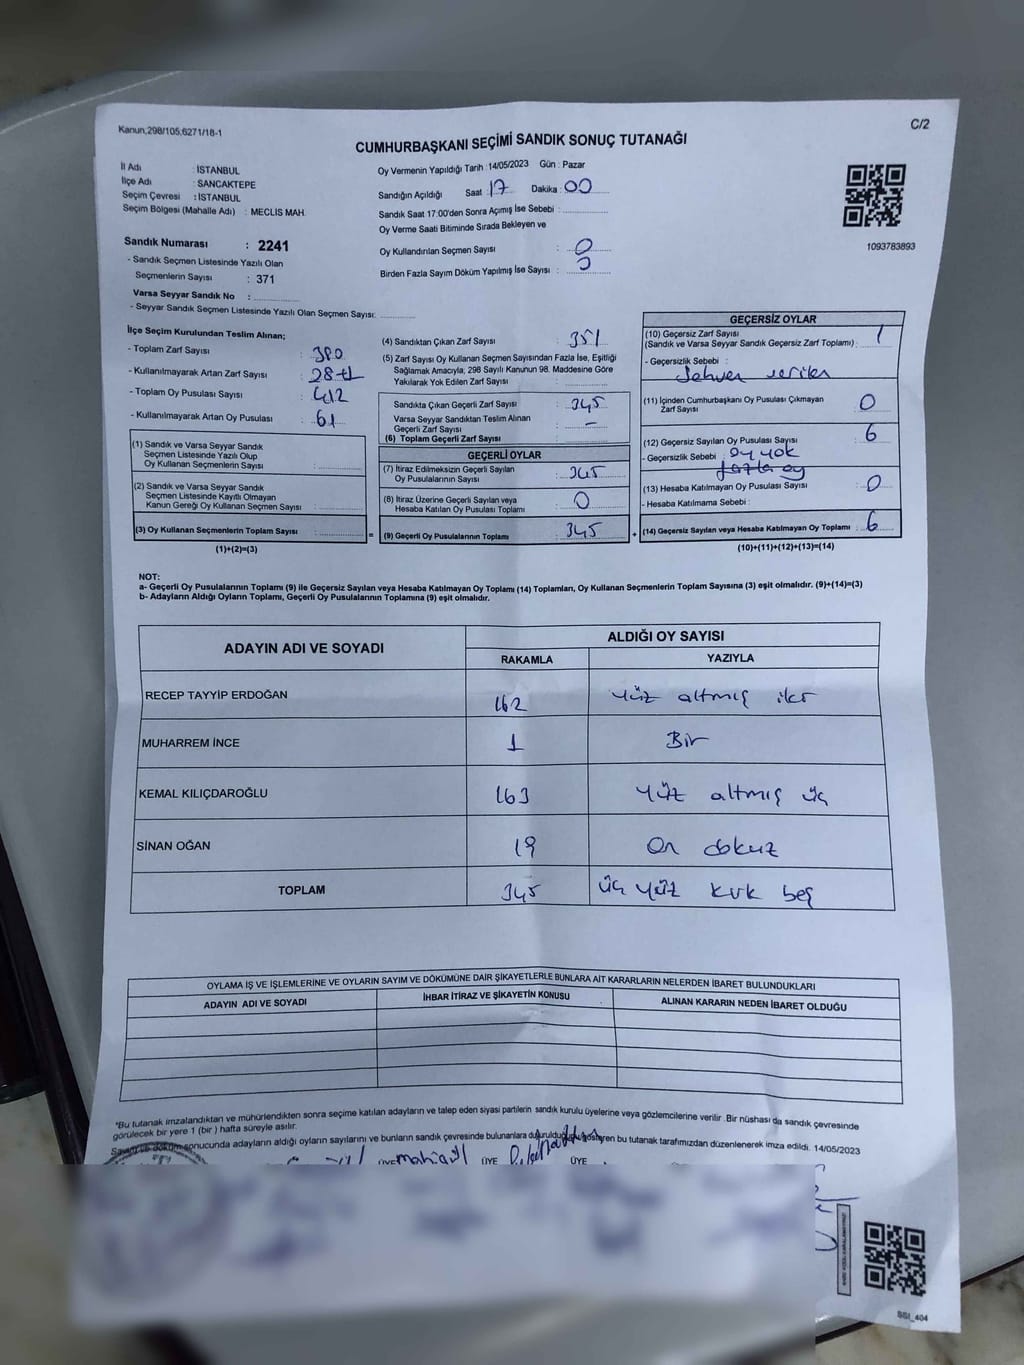 Kanun,298/105,6271/18-1
C/2
CUMHURBAŞKANI SEÇİMİ SANDIK SONUÇ TUTANAĞI
İl Adı : İSTANBUL
İlçe Adı : SANCAKTEPE
Seçim Çevresi : İSTANBUL
Seçim Bölgesi (Mahalle Adı) : MECLİS MAH.
Sandık Numarası : 2241
- Sandık Seçmen Listesinde Yazılı Olan
Seçmenlerin Sayısı : 371
Varsa Seyyar Sandık No :
- Seyyar Sandık Seçmen Listesinde Yazılı Olan Seçmen Sayısı:
Oy Vermenin Yapıldığı Tarih :14/05/2023 Gün : Pazar
Sandığın Açıldığı Saat : 17 Dakika : 00
Sandık Saat 17:00'den Sonra Açımış İse Sebebi :
Oy Verme Saati Bitiminde Sırada Bekleyen ve
Oy Kullandırılan Seçmen Sayısı : 0
Birden Fazla Sayım Döküm Yapılmış İse Sayısı :
1093783893
İlçe Seçim Kurulundan Teslim Alınan;
- Toplam Zarf Sayısı : 380
- Kullanılmayarak Artan Zarf Sayısı :
- Toplam Oy Pusulası Sayısı : 412
- Kullanılmayarak Artan Oy Pusulası : 61
(1) Sandık ve Varsa Seyyar Sandık
Seçmen Listesinde Yazılı Olup
Oy Kullanan Seçmenlerin Sayısı :
(2) Sandık ve Varsa Seyyar Sandık
Seçmen Listesinde Kayıtlı Olmayan
Kanun Gereği Oy Kullanan Seçmen Sayısı :
(3) Oy Kullanan Seçmenlerin Toplam Sayısı :
(1)+(2)=(3)
(4) Sandıktan Çıkan Zarf Sayısı : 351
(5) Zarf Sayısı Oy Kullanan Seçmen Sayısından Fazla İse, Eşitliği
Sağlamak Amacıyla, 298 Sayılı Kanunun 98. Maddesine Göre
Yakılarak Yok Edilen Zarf Sayısı :
Sandıkta Çıkan Geçerli Zarf Sayısı : 345
Varsa Seyyar Sandıktan Teslim Alınan
Geçerli Zarf Sayısı : -
(6) Toplam Geçerli Zarf Sayısı :
GEÇERLİ OYLAR
(7) İtiraz Edilmeksizin Geçerli Sayılan
Oy Pusulalarının Sayısı : 345
(8) İtiraz Üzerine Geçerli Sayılan veya
Hesaba Katılan Oy Pusulası Toplamı : 0
(9) Geçerli Oy Pusulalarının Toplamı : 345
GEÇERSİZ OYLAR
(10) Geçersiz Zarf Sayısı
(Sandık ve Varsa Seyyar Sandık Geçersiz Zarf Toplamı) : 1
- Geçersizlik Sebebi :
(11) İçinden Cumhurbaşkanı Oy Pusulası Çıkmayan
Zarf Sayısı : 0
(12) Geçersiz Sayılan Oy Pusulası Sayısı : 6
- Geçersizlik Sebebi : oy yok
fazla oy
(13) Hesaba Katılmayan Oy Pusulası Sayısı : 0
- Hesaba Katılmama Sebebi :
(14) Geçersiz Sayılan veya Hesaba Katılmayan Oy Toplamı : 6
(10)+(11)+(12)+(13)=(14)
NOT:
a- Geçerli Oy Pusulalarının Toplamı (9) ile Geçersiz Sayılan veya Hesaba Katılmayan Oy Toplamı (14) Toplamları, Oy Kullanan Seçmenlerin Toplam Sayısına (3) eşit olmalıdır. (9)+(14)=(3)
b- Adayların Aldığı Oyların Toplamı, Geçerli Oy Pusulalarının Toplamına (9) eşit olmalıdır.
ADAYIN ADI VE SOYADI ALDIĞI OY SAYISI
RAKAMLA YAZIYLA
RECEP TAYYİP ERDOĞAN 162 Yüz altmış iki
MUHARREM İNCE 1 Bir
KEMAL KILIÇDAROĞLU 163 Yüz altmış üç
SİNAN OĞAN 19 On dokuz
TOPLAM 345 üç yüz kırk beş
OYLAMA İŞ VE İŞLEMLERİNE VE OYLARIN SAYIM VE DÖKÜMÜNE DAİR ŞİKAYETLERLE BUNLARA AİT KARARLARIN NELERDEN İBARET BULUNDUKLARI
ADAYIN ADI VE SOYADI İHBAR İTİRAZ VE ŞİKAYETİN KONUSU ALINAN KARARIN NEDEN İBARET OLDUĞU
*Bu tutanak imzalandıktan ve mühürlendikten sonra seçime katılan adayların ve talep eden siyasi partilerin sandık kurulu üyelerine veya gözlemcilerine verilir. Bir nüshası da sandık çevresinde
görülecek bir yere 1 (bir) hafta süreyle asılır.
Sayım ve döküm sonucunda adayların aldığı oyların sayılarını ve bunların sandık çevresinde bulunanlara gösteren bu tutanak tarafımızdan düzenlenerek imza edildi. 14/05/2023
ÜYE ÜYE ÜYE
SSI_404